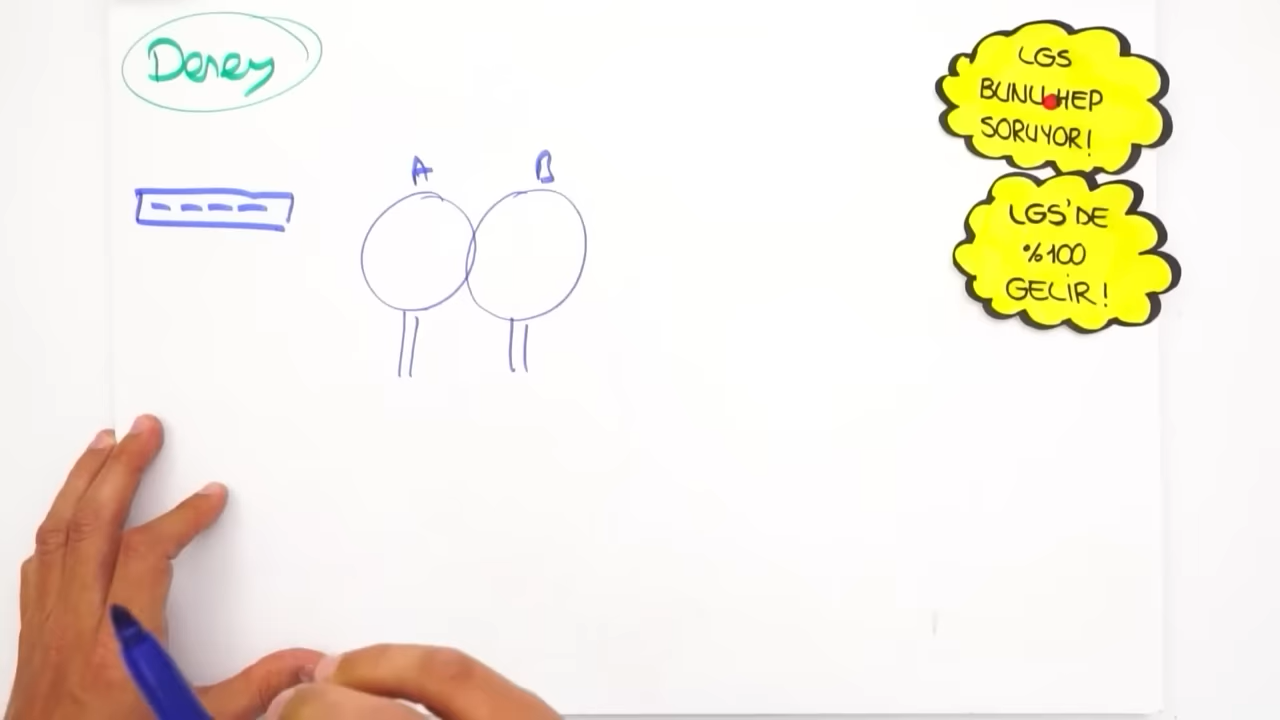 Deney
A B
LGS
BUNU HEP
SORUYOR!
LGS'DE
%100
GELİR!